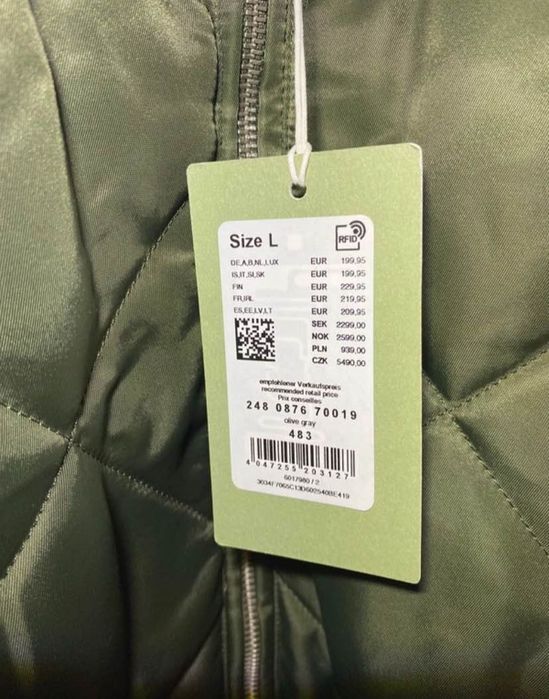 Size L
RFID
DE,A,B,NL,LUX EUR 199,95
IS,IT,SI,SK EUR 199,95
FIN EUR 229,95
FR,IRL EUR 219,95
ES,EE,LV,LT EUR 209,95
SEK 2299,00
NOK 2599,00
PLN 939,00
CZK 5490,00
empfohlener Verkaufspreis
recommended retail price
Prix conseilles
248 0876 70019
olive gray
483
4 047255 203127
6017980 / 2
3034F7065C13D602540BE419